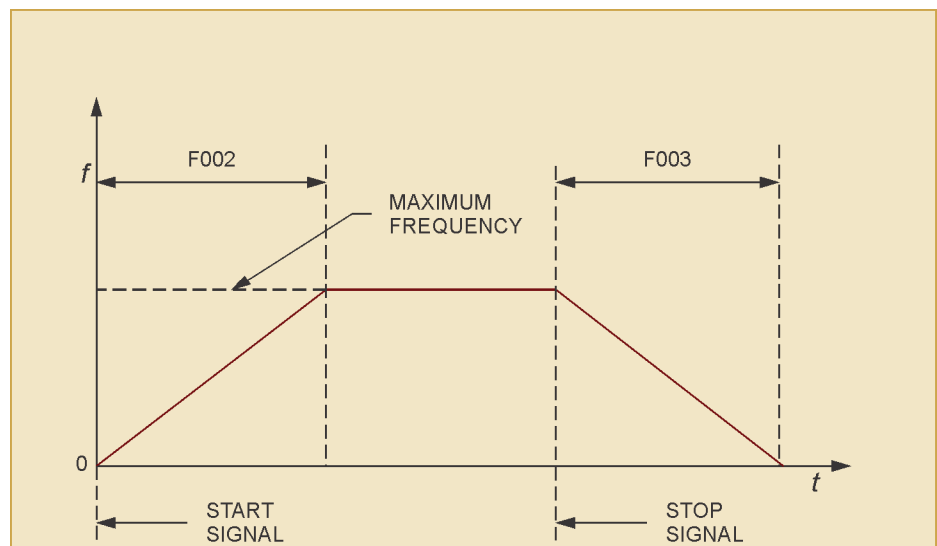 F002
F003
f
MAXIMUM
FREQUENCY
0
t
START
SIGNAL
STOP
SIGNAL